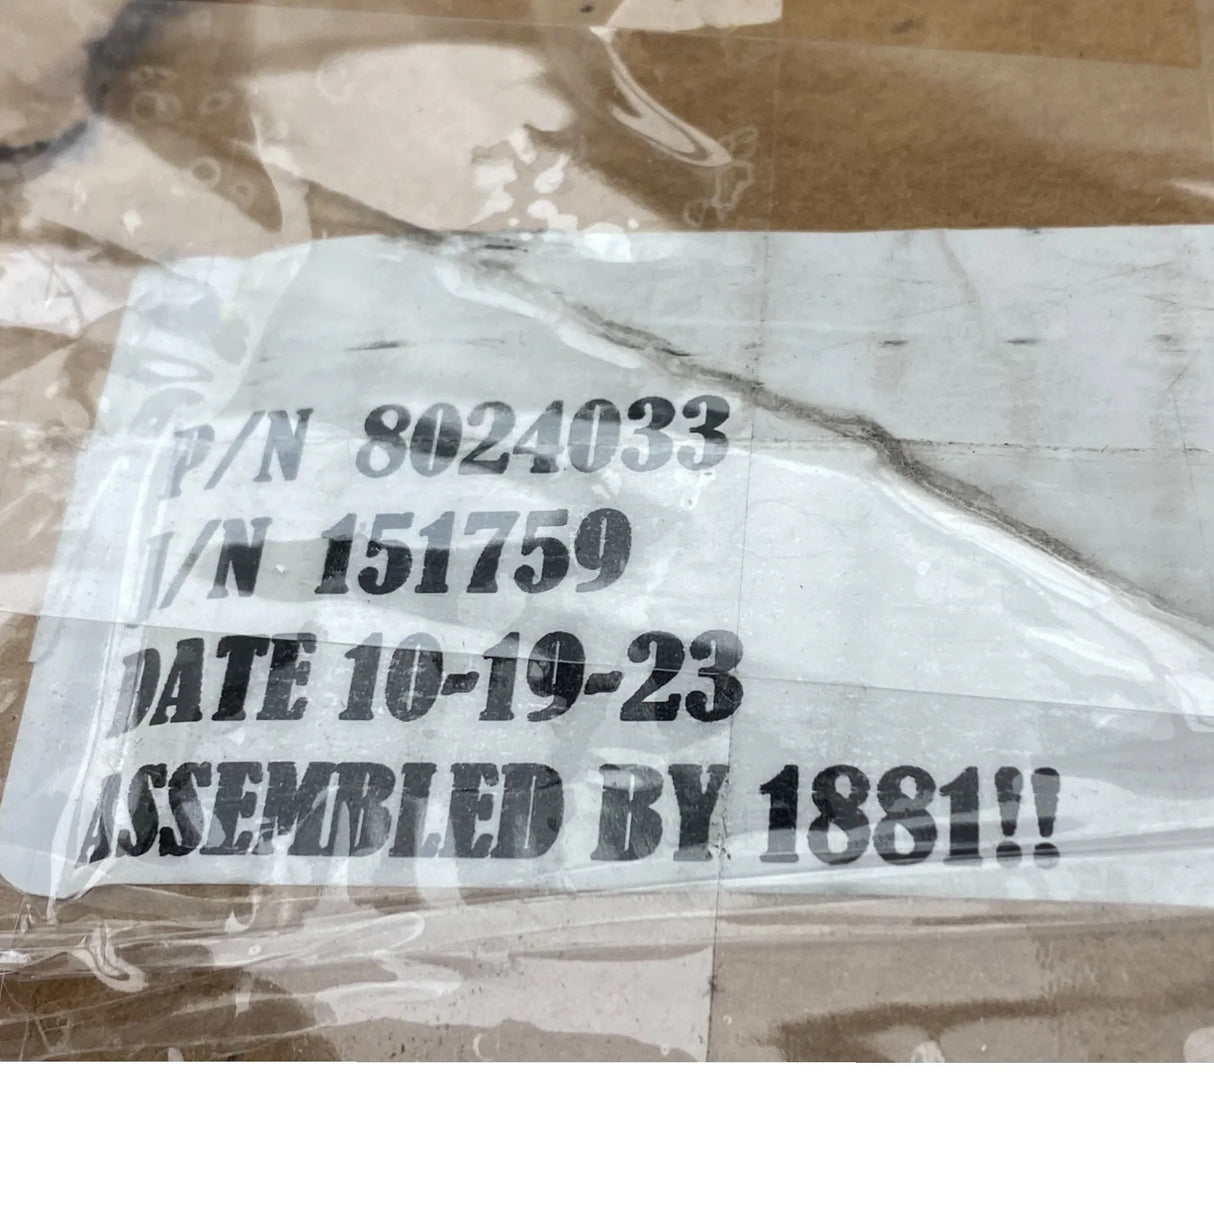 P/N 8024033
J/N 151759
DATE 10-19-23
ASSEMBLED BY 1881!!